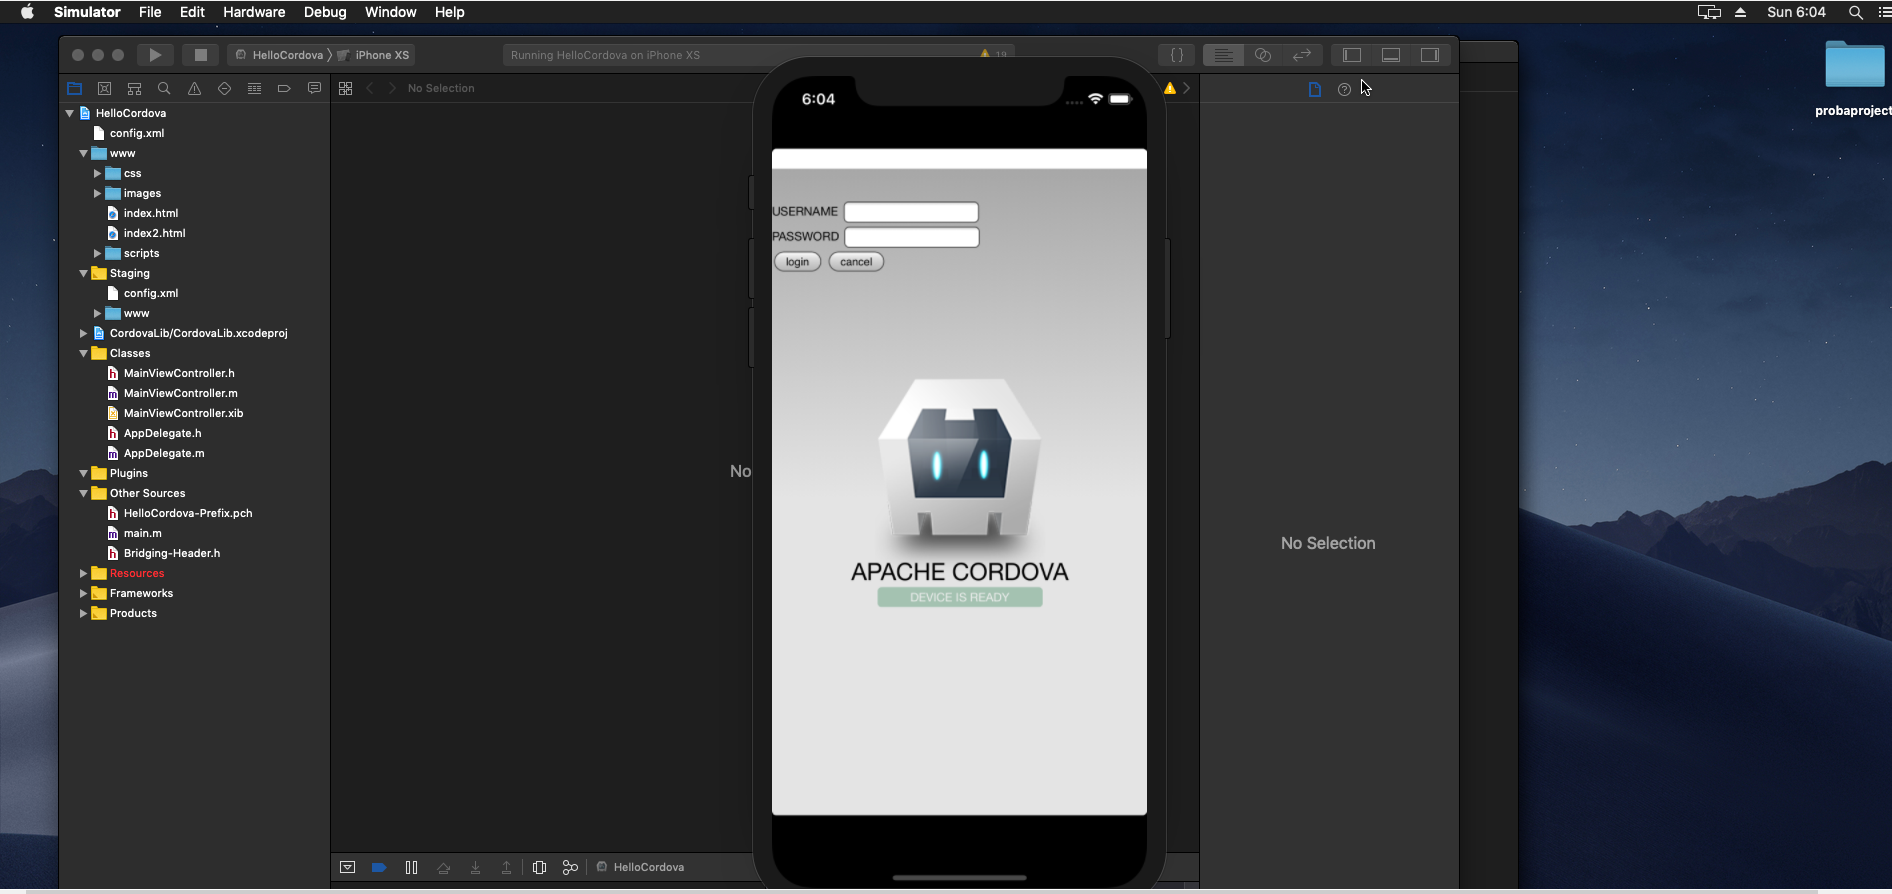 Simulator File Edit Hardware Debug Window Help Sun 6:04
HelloCordova iPhone XS Running HelloCordova on iPhone XS 19
No Selection
HelloCordova
config.xml
www
css
images
index.html
index2.html
scripts
Staging
config.xml
www
CordovaLib/CordovaLib.xcodeproj
Classes
MainViewController.h
MainViewController.m
MainViewController.xib
AppDelegate.h
AppDelegate.m
Plugins
Other Sources
HelloCordova-Prefix.pch
main.m
Bridging-Header.h
Resources
Frameworks
Products
No
6:04
USERNAME
PASSWORD
login cancel
APACHE CORDOVA
DEVICE IS READY
No Selection
HelloCordova
probaproject